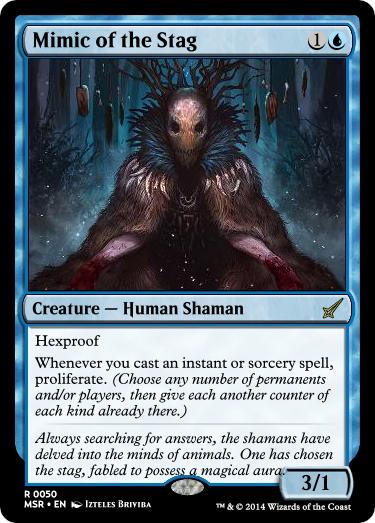 Mimic of the Stag 1
Creature — Human Shaman
Hexproof
Whenever you cast an instant or sorcery spell,
proliferate. (Choose any number of permanents
and/or players, then give each another counter of
each kind already there.)
Always searching for answers, the shamans have
delved into the minds of animals. One has chosen
the stag, fabled to possess a magical aura.
3/1
R 0050
MSR • EN IZTELES BRIVIBA
™ & © 2014 Wizards of the Coast